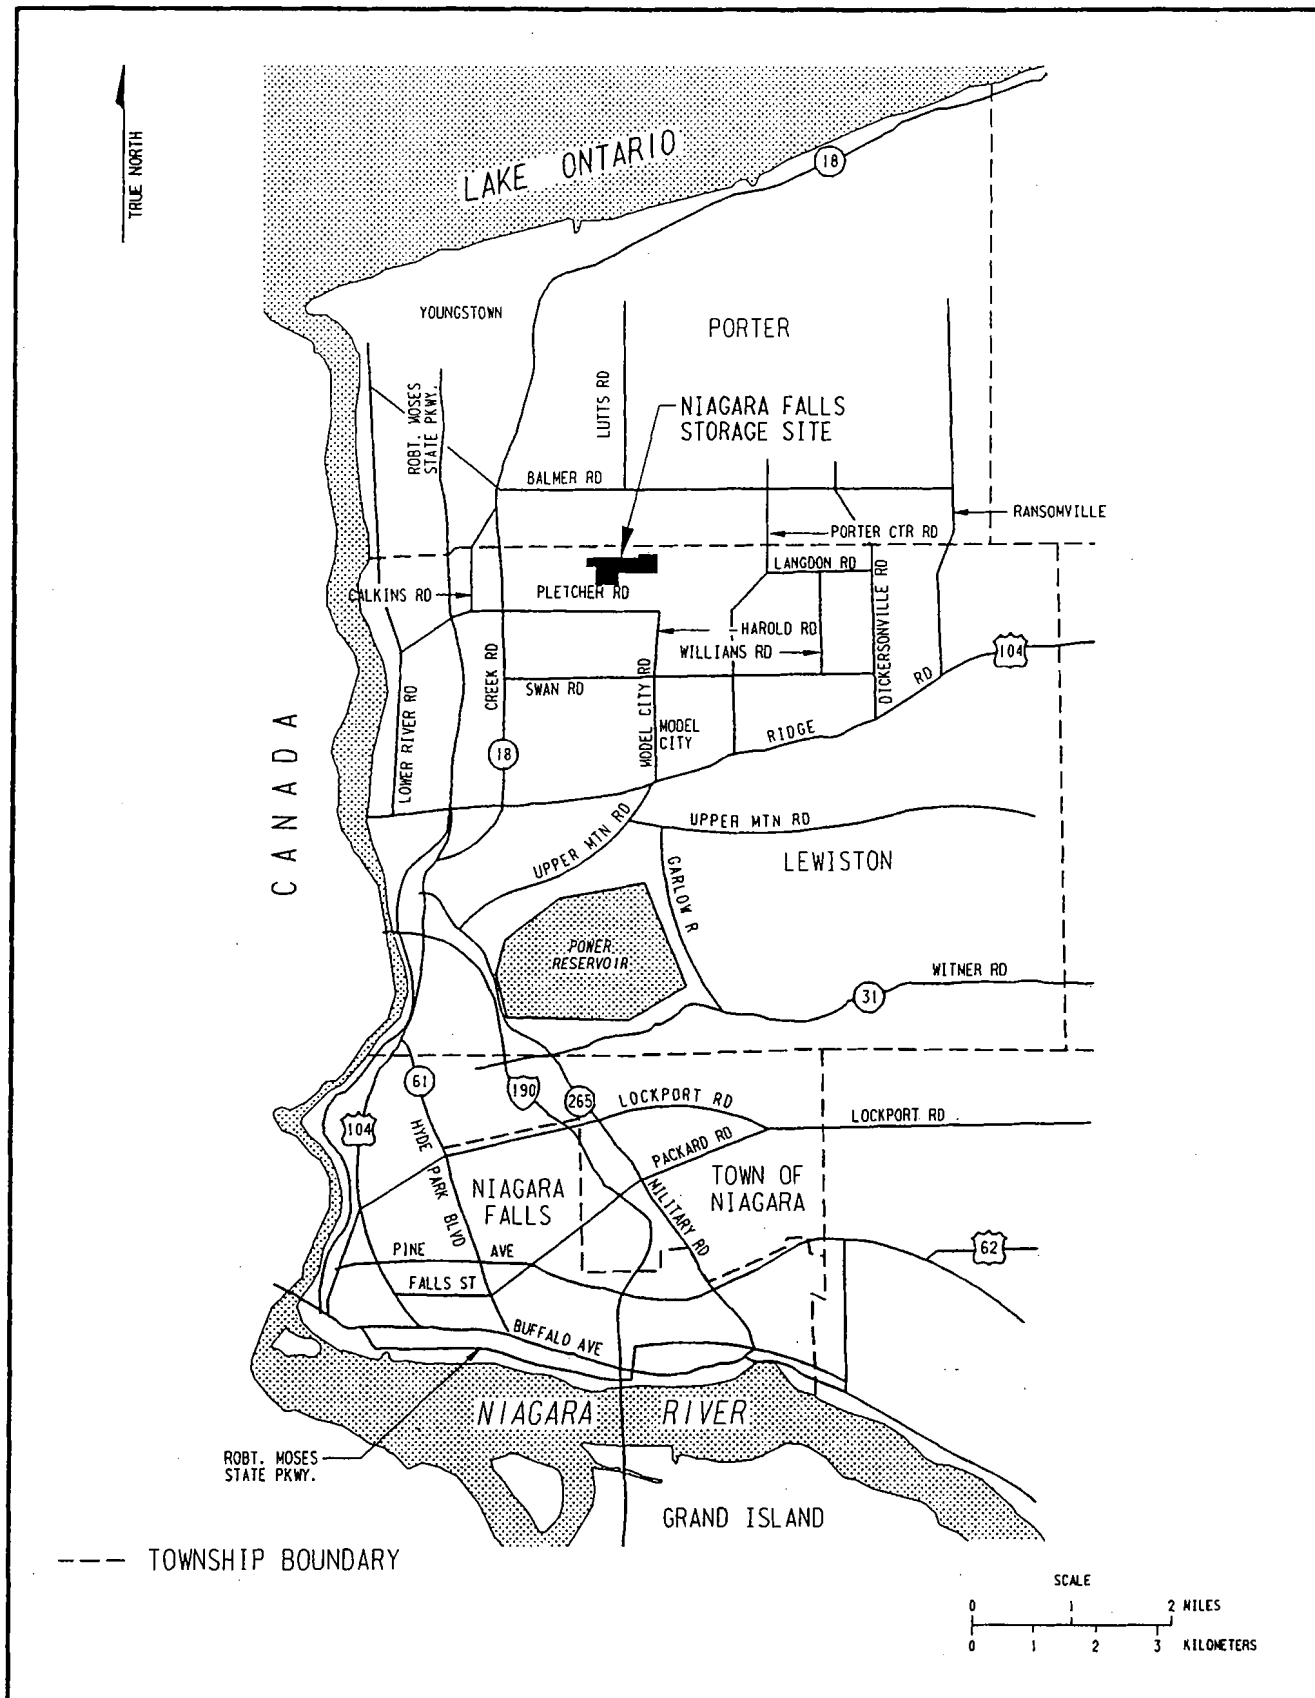 TRUE NORTH
LAKE ONTARIO
18
YOUNGSTOWN
PORTER
ROBT. MOSES
STATE PKWY.
LUTTS RD
NIAGARA FALLS
STORAGE SITE
BALMER RD
RANSOMVILLE
PORTER CTR RD
LANGDON RD
CALKINS RD
PLETCHER RD
HAROLD RD
WILLIANS RD
DICKERSONVILLE RD
104
CREEK RD
SWAN RD
MODEL CITY RD
MODEL
CITY
RIDGE RD
LOWER RIVER RD
18
CANADA
UPPER MTN RD
UPPER MTN RD
LEWISTON
GARLOW R
POWER
RESERVOIR
WITNER RD
31
61
190
265
LOCKPORT RD
LOCKPORT RD
104
HYDE PARK BLVD
PACKARD RD
NIAGARA
FALLS
TOWN OF
NIAGARA
MILITARY RD
PINE AVE
62
FALLS ST
BUFFALO AVE
NIAGARA RIVER
ROBT. MOSES
STATE PKWY.
GRAND ISLAND
TOWNSHIP BOUNDARY
SCALE
0 1 2 MILES
0 1 2 3 KILOMETERS